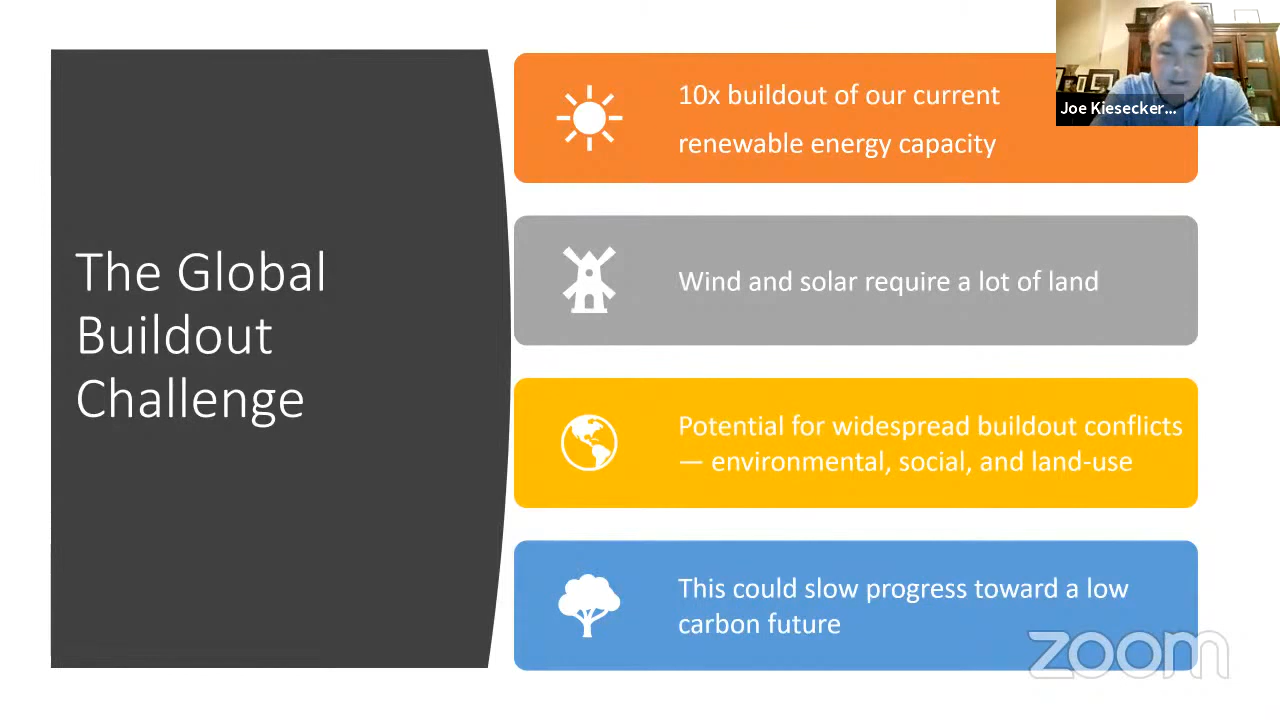 The Global
Buildout
Challenge
10x buildout of our current
renewable energy capacity
Wind and solar require a lot of land
Potential for widespread buildout conflicts
— environmental, social, and land-use
This could slow progress toward a low
carbon future
Joe Kiesecker...
zoom